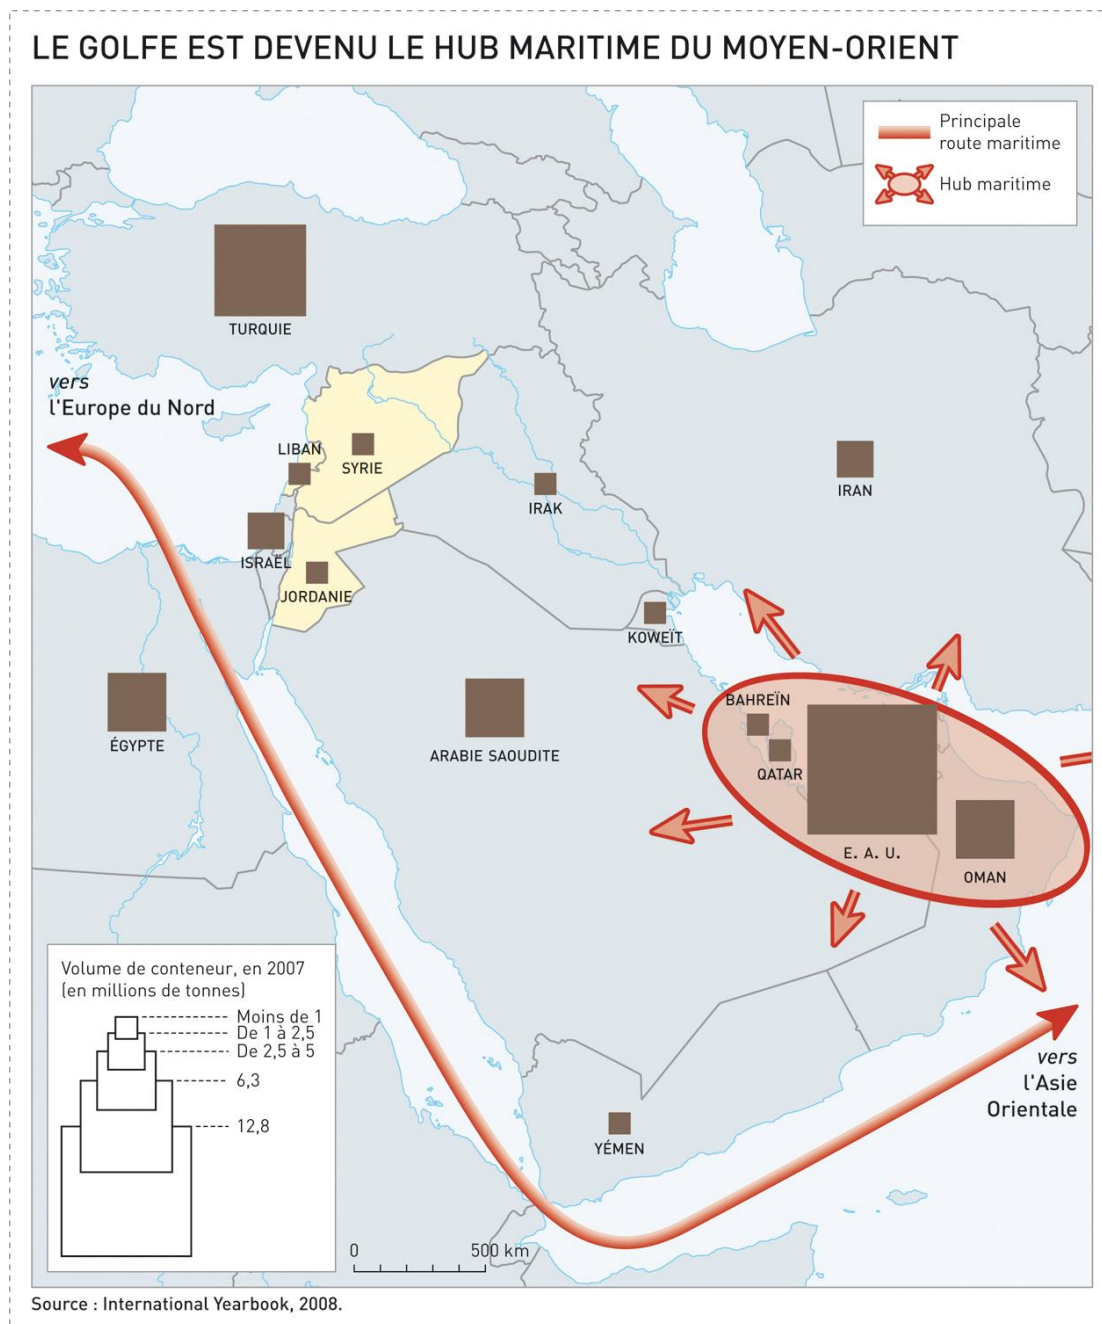 LE GOLFE EST DEVENU LE HUB MARITIME DU MOYEN-ORIENT
Principale
route maritime
Hub maritime
TURQUIE
vers
l'Europe du Nord
LIBAN
SYRIE
IRAK
IRAN
ISRAËL
JORDANIE
KOWEÏT
BAHREÏN
ÉGYPTE
ARABIE SAOUDITE
QATAR
E. A. U.
OMAN
Volume de conteneur, en 2007
(en millions de tonnes)
Moins de 1
De 1 à 2,5
De 2,5 à 5
6,3
12,8
vers
l'Asie
Orientale
YÉMEN
0 500 km
Source : International Yearbook, 2008.